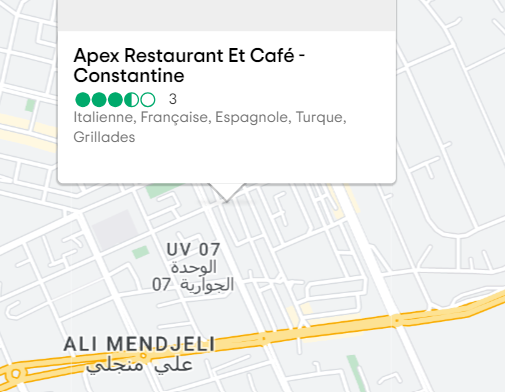 Apex Restaurant Et Café -
Constantine
3
Italienne, Française, Espagnole, Turque,
Grillades
UV 07
الوحدة
الجوارية 07
ALI MENDJELI
علي منجلي